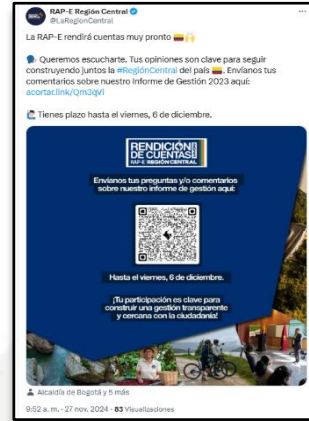 RAP-E Región Central
@LaRegionCentral
La RAP-E rendirá cuentas muy pronto 🇨🇴🙌
🗣️ Queremos escucharte. Tus opiniones son clave para seguir
construyendo juntos la #RegiónCentral del país 🇨🇴. Envíanos tus
comentarios sobre nuestro Informe de Gestión 2023 aquí:
acortar.link/Qm3qVl
Tienes plazo hasta el viernes, 6 de diciembre.
RENDICIÓN
DE CUENTAS
RAP-E REGIÓN CENTRAL
Envíanos tus preguntas y/o comentarios
sobre nuestro informe de gestión aquí:
Hasta el viernes, 6 de diciembre.
¡Tu participación es clave para
construir una gestión transparente
y cercana con la ciudadanía!
Alcaldía de Bogotá y 5 más
9:52 a. m. · 27 nov. 2024 · 83 Visualizaciones